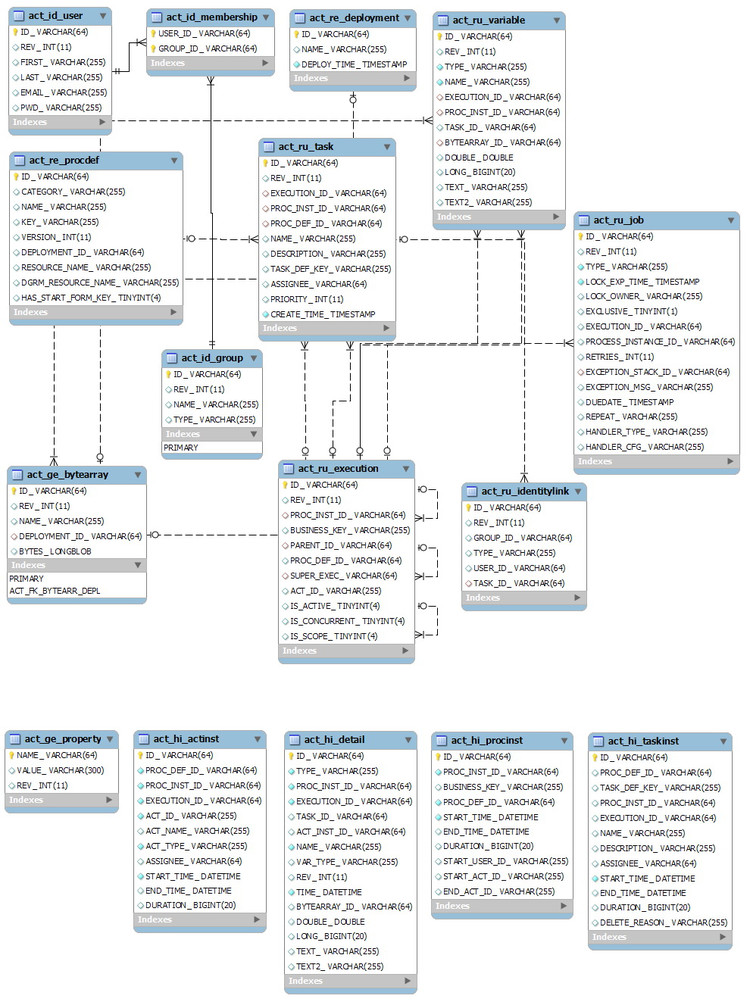 act_id_user
ID_ VARCHAR(64)
REV_ INT(11)
FIRST_ VARCHAR(255)
LAST_ VARCHAR(255)
EMAIL_ VARCHAR(255)
PWD_ VARCHAR(255)
Indexes
act_id_membership
USER_ID_ VARCHAR(64)
GROUP_ID_ VARCHAR(64)
Indexes
act_re_deployment
ID_ VARCHAR(64)
NAME_ VARCHAR(255)
DEPLOY_TIME_ TIMESTAMP
Indexes
act_ru_variable
ID_ VARCHAR(64)
REV_ INT(11)
TYPE_ VARCHAR(255)
NAME_ VARCHAR(255)
EXECUTION_ID_ VARCHAR(64)
PROC_INST_ID_ VARCHAR(64)
TASK_ID_ VARCHAR(64)
BYTEARRAY_ID_ VARCHAR(64)
DOUBLE_ DOUBLE
LONG_ BIGINT(20)
TEXT_ VARCHAR(255)
TEXT2_ VARCHAR(255)
Indexes
act_re_procdef
ID_ VARCHAR(64)
CATEGORY_ VARCHAR(255)
NAME_ VARCHAR(255)
KEY_ VARCHAR(255)
VERSION_ INT(11)
DEPLOYMENT_ID_ VARCHAR(64)
RESOURCE_NAME_ VARCHAR(255)
DGRM_RESOURCE_NAME_ VARCHAR(255)
HAS_START_FORM_KEY_ TINYINT(4)
Indexes
act_ru_task
ID_ VARCHAR(64)
REV_ INT(11)
EXECUTION_ID_ VARCHAR(64)
PROC_INST_ID_ VARCHAR(64)
PROC_DEF_ID_ VARCHAR(64)
NAME_ VARCHAR(255)
DESCRIPTION_ VARCHAR(255)
TASK_DEF_KEY_ VARCHAR(255)
ASSIGNEE_ VARCHAR(64)
PRIORITY_ INT(11)
CREATE_TIME_ TIMESTAMP
Indexes
act_ru_job
ID_ VARCHAR(64)
REV_ INT(11)
TYPE_ VARCHAR(255)
LOCK_EXP_TIME_ TIMESTAMP
LOCK_OWNER_ VARCHAR(255)
EXCLUSIVE_ TINYINT(1)
EXECUTION_ID_ VARCHAR(64)
PROCESS_INSTANCE_ID_ VARCHAR(64)
RETRIES_ INT(11)
EXCEPTION_STACK_ID_ VARCHAR(64)
EXCEPTION_MSG_ VARCHAR(255)
DUEDATE_ TIMESTAMP
REPEAT_ VARCHAR(255)
HANDLER_TYPE_ VARCHAR(255)
HANDLER_CFG_ VARCHAR(255)
Indexes
act_id_group
ID_ VARCHAR(64)
REV_ INT(11)
NAME_ VARCHAR(255)
TYPE_ VARCHAR(255)
Indexes
PRIMARY
act_ge_bytearray
ID_ VARCHAR(64)
REV_ INT(11)
NAME_ VARCHAR(255)
DEPLOYMENT_ID_ VARCHAR(64)
BYTES_ LONGBLOB
Indexes
PRIMARY
ACT_FK_BYTEARR_DEPL
act_ru_execution
ID_ VARCHAR(64)
REV_ INT(11)
PROC_INST_ID_ VARCHAR(64)
BUSINESS_KEY_ VARCHAR(255)
PARENT_ID_ VARCHAR(64)
PROC_DEF_ID_ VARCHAR(64)
SUPER_EXEC_ VARCHAR(64)
ACT_ID_ VARCHAR(255)
IS_ACTIVE_ TINYINT(4)
IS_CONCURRENT_ TINYINT(4)
IS_SCOPE_ TINYINT(4)
Indexes
act_ru_identitylink
ID_ VARCHAR(64)
REV_ INT(11)
GROUP_ID_ VARCHAR(64)
TYPE_ VARCHAR(255)
USER_ID_ VARCHAR(64)
TASK_ID_ VARCHAR(64)
Indexes
act_ge_property
NAME_ VARCHAR(64)
VALUE_ VARCHAR(300)
REV_ INT(11)
Indexes
act_hi_actinst
ID_ VARCHAR(64)
PROC_DEF_ID_ VARCHAR(64)
PROC_INST_ID_ VARCHAR(64)
EXECUTION_ID_ VARCHAR(64)
ACT_ID_ VARCHAR(255)
ACT_NAME_ VARCHAR(255)
ACT_TYPE_ VARCHAR(255)
ASSIGNEE_ VARCHAR(64)
START_TIME_ DATETIME
END_TIME_ DATETIME
DURATION_ BIGINT(20)
Indexes
act_hi_detail
ID_ VARCHAR(64)
TYPE_ VARCHAR(255)
PROC_INST_ID_ VARCHAR(64)
EXECUTION_ID_ VARCHAR(64)
TASK_ID_ VARCHAR(64)
ACT_INST_ID_ VARCHAR(64)
NAME_ VARCHAR(255)
VAR_TYPE_ VARCHAR(255)
REV_ INT(11)
TIME_ DATETIME
BYTEARRAY_ID_ VARCHAR(64)
DOUBLE_ DOUBLE
LONG_ BIGINT(20)
TEXT_ VARCHAR(255)
TEXT2_ VARCHAR(255)
Indexes
act_hi_procinst
ID_ VARCHAR(64)
PROC_INST_ID_ VARCHAR(64)
BUSINESS_KEY_ VARCHAR(255)
PROC_DEF_ID_ VARCHAR(64)
START_TIME_ DATETIME
END_TIME_ DATETIME
DURATION_ BIGINT(20)
START_USER_ID_ VARCHAR(255)
START_ACT_ID_ VARCHAR(255)
END_ACT_ID_ VARCHAR(255)
Indexes
act_hi_taskinst
ID_ VARCHAR(64)
PROC_DEF_ID_ VARCHAR(64)
TASK_DEF_KEY_ VARCHAR(255)
PROC_INST_ID_ VARCHAR(64)
EXECUTION_ID_ VARCHAR(64)
NAME_ VARCHAR(255)
DESCRIPTION_ VARCHAR(255)
ASSIGNEE_ VARCHAR(64)
START_TIME_ DATETIME
END_TIME_ DATETIME
DURATION_ BIGINT(20)
DELETE_REASON_ VARCHAR(255)
Indexes